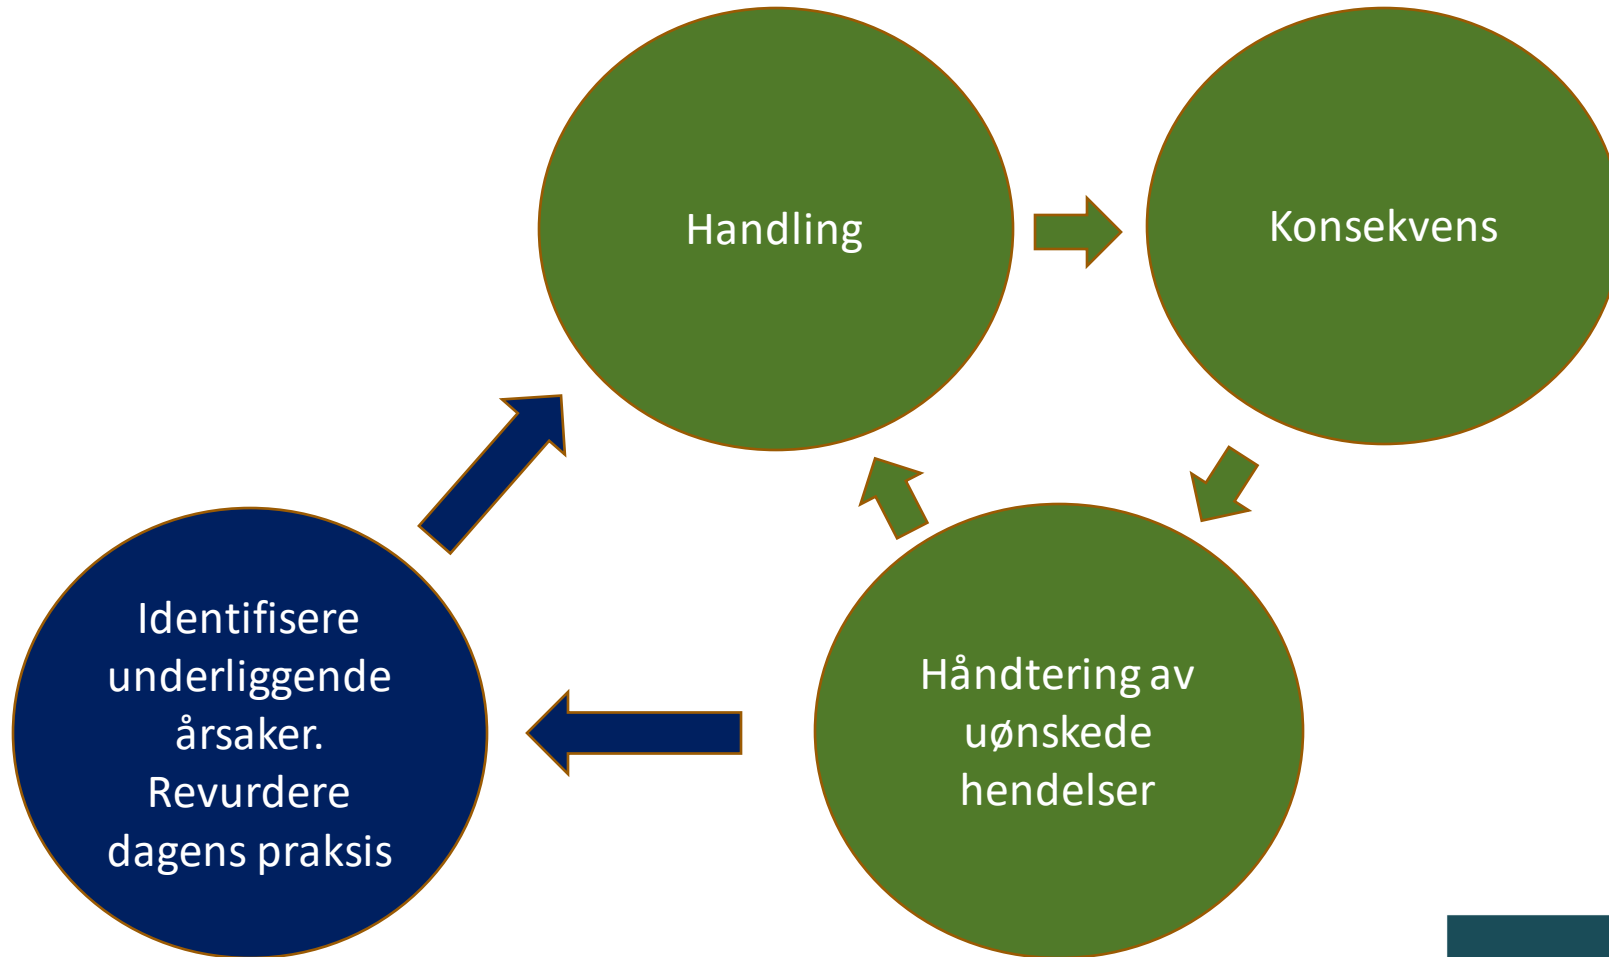 Handling
Konsekvens
Identifisere
underliggende
årsaker.
Revurdere
dagens praksis
Håndtering av
uønskede
hendelser